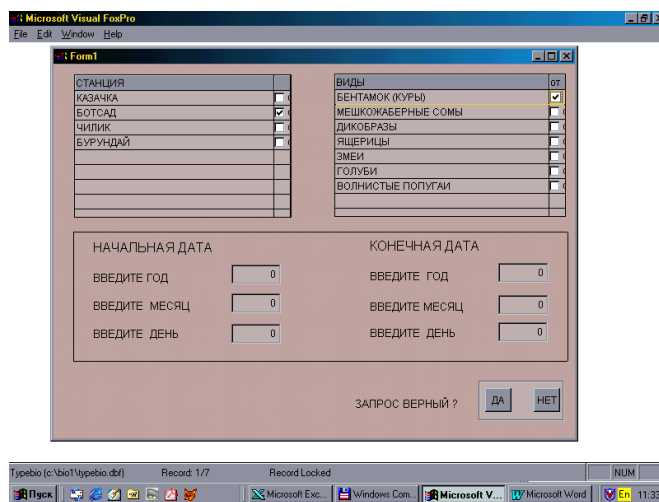 Microsoft Visual FoxPro
File Edit Window Help
Form1
СТАНЦИЯ
КАЗАЧКА
БОТСАД
ЧИЛИК
БУРУНДАЙ
ВИДЫ ОТ
БЕНТАМОК (КУРЫ)
МЕШКОЖАБЕРНЫЕ СОМЫ
ДИКОБРАЗЫ
ЯЩЕРИЦЫ
ЗМЕИ
ГОЛУБИ
ВОЛНИСТЫЕ ПОПУГАИ
НАЧАЛЬНАЯ ДАТА
ВВЕДИТЕ ГОД 0
ВВЕДИТЕ МЕСЯЦ 0
ВВЕДИТЕ ДЕНЬ 0
КОНЕЧНАЯ ДАТА
ВВЕДИТЕ ГОД 0
ВВЕДИТЕ МЕСЯЦ 0
ВВЕДИТЕ ДЕНЬ 0
ЗАПРОС ВЕРНЫЙ ? ДА НЕТ
Typebio (c:\bio1\typebio.dbf) Record: 1/7 Record Locked NUM
Пуск Microsoft Exc... Windows Com... Microsoft V... Microsoft Word En 11:33